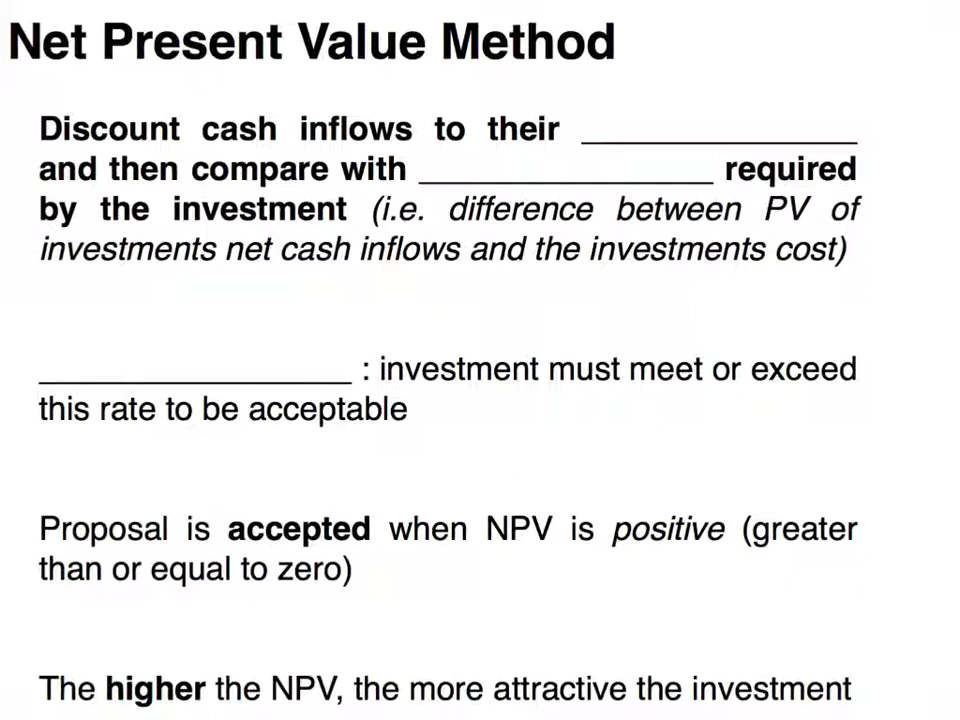 Net Present Value Method
Discount cash inflows to their _______________
and then compare with ________________ required
by the investment (i.e. difference between PV of
investments net cash inflows and the investments cost)
_________________ : investment must meet or exceed
this rate to be acceptable
Proposal is accepted when NPV is positive (greater
than or equal to zero)
The higher the NPV, the more attractive the investment